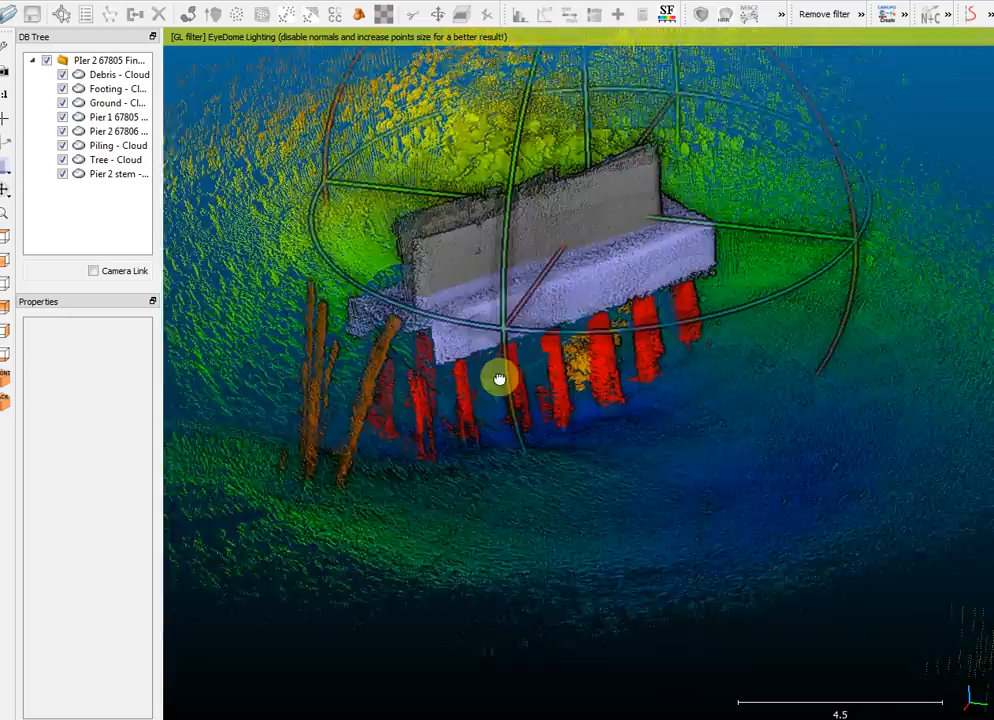 SF
Remove filter
DB Tree
[GL filter] EyeDome Lighting (disable normals and increase points size for a better result!)
PIer 2 67805 Fin...
Debris - Cloud
Footing - Cl...
Ground - Cl...
Pier 1 67805 ...
Pier 2 67806 ...
Piling - Cloud
Tree - Cloud
Pier 2 stem -...
Camera Link
Properties
4.5